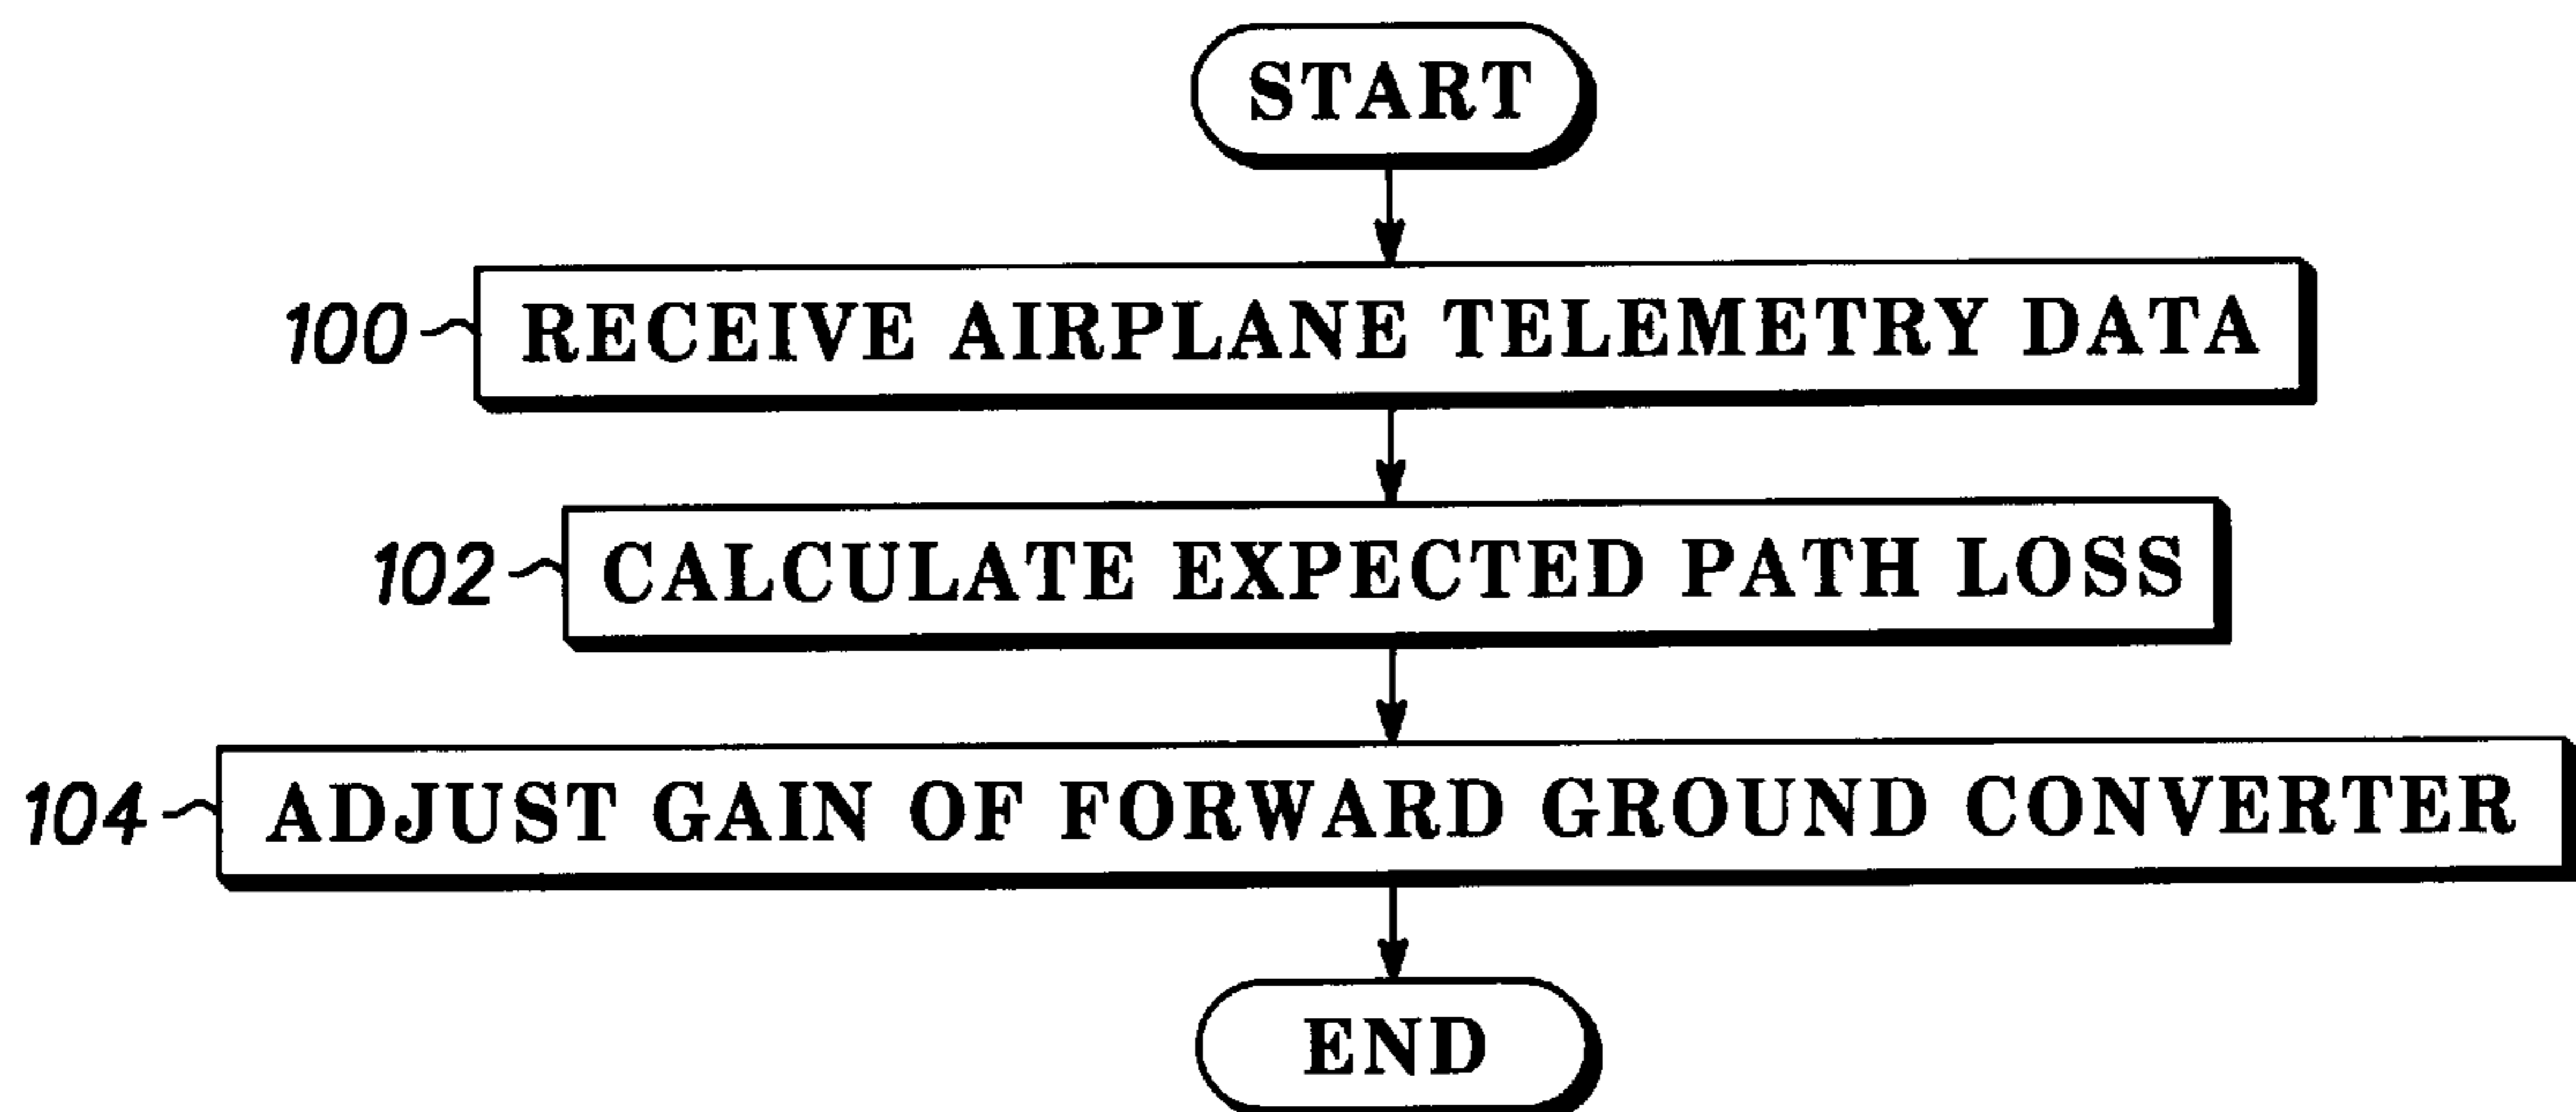 START
100 RECEIVE AIRPLANE TELEMETRY DATA
102 CALCULATE EXPECTED PATH LOSS
104 ADJUST GAIN OF FORWARD GROUND CONVERTER
END